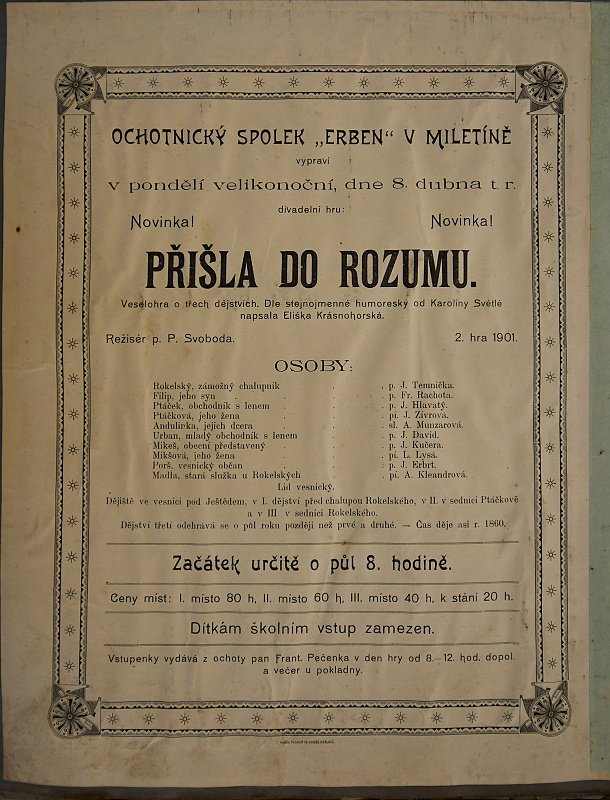 OCHOTNICKÝ SPOLEK „ERBEN“ V MILETÍNĚ
vypraví
v pondělí velikonoční, dne 8. dubna t. r.
divadelní hru:
Novinka! Novinka!
PŘIŠLA DO ROZUMU.
Veselohra o třech dějstvích. Dle stejnojmenné humoresky od Karoliny Světlé
napsala Eliška Krásnohorská.
Režisér p. P. Svoboda. 2. hra 1901.
OSOBY:
Rokelský, zámožný chalupník . . p. J. Temnička.
Filip, jeho syn . . . . p. Fr. Rachota.
Ptáček, obchodník s lenem . . . p. J. Hlavatý.
Ptáčková, jeho žena . . . pí. J. Zívrová.
Andulinka, jejich dcera . . . sl. A. Munzarová.
Urban, mladý obchodník s lenem . . p. J. David.
Mikeš, obecní představený . . . p. J. Kučera.
Mikšová, jeho žena . . . pí. L. Lysá.
Porš, vesnický občan . . . p. J. Erbrt.
Madla, stará služka u Rokelských . . pí. A. Kleandrová.
Lid vesnický.
Dějiště ve vesnici pod Ještědem, v I. dějství před chalupou Rokelského, v II. v sednici Ptáčkově
a v III v sednici Rokelského.
Dějství třetí odehrává se o půl roku později než prvé a druhé. — Čas děje asi r. 1860.
Začátek určitě o půl 8. hodině.
Ceny míst: I. místo 80 h, II. místo 60 h, III. místo 40 h, k stání 20 h.
Dítkám školním vstup zamezen.
Vstupenky vydává z ochoty pan Frant. Pečenka v den hry od 8.–12. hod. dopol.
a večer u pokladny.